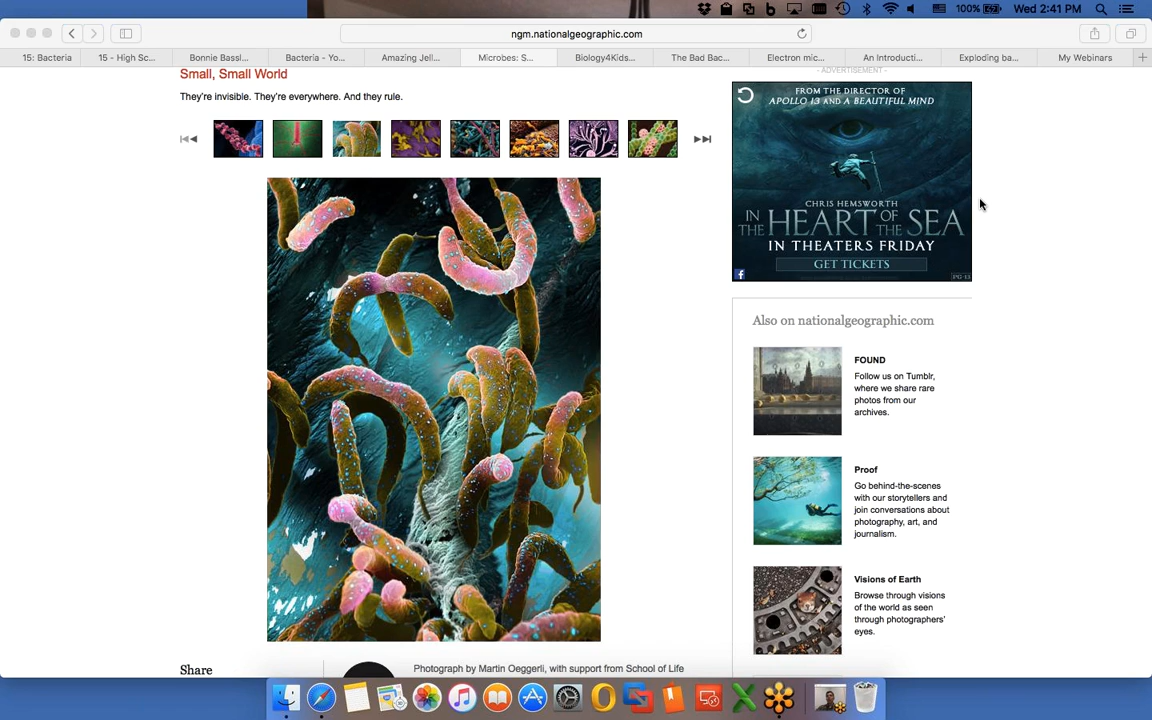 100%
Wed 2:41 PM
ngm.nationalgeographic.com
15: Bacteria
15 - High Sc...
Bonnie Bassl...
Bacteria - Yo...
Amazing Jell...
Microbes: S...
Biology4Kids...
The Bad Bac...
Electron mic...
An Introducti...
Exploding ba...
My Webinars
Small, Small World
They're invisible. They're everywhere. And they rule.
- ADVERTISEMENT -
FROM THE DIRECTOR OF
APOLLO 13 AND A BEAUTIFUL MIND
CHRIS HEMSWORTH
IN THE HEART OF THE SEA
IN THEATERS FRIDAY
GET TICKETS
PG-13
Also on nationalgeographic.com
FOUND
Follow us on Tumblr,
where we share rare
photos from our
archives.
Proof
Go behind-the-scenes
with our storytellers and
join conversations about
photography, art, and
journalism.
Visions of Earth
Browse through visions
of the world as seen
through photographers'
eyes.
Share
Photograph by Martin Oeggerli, with support from School of Life